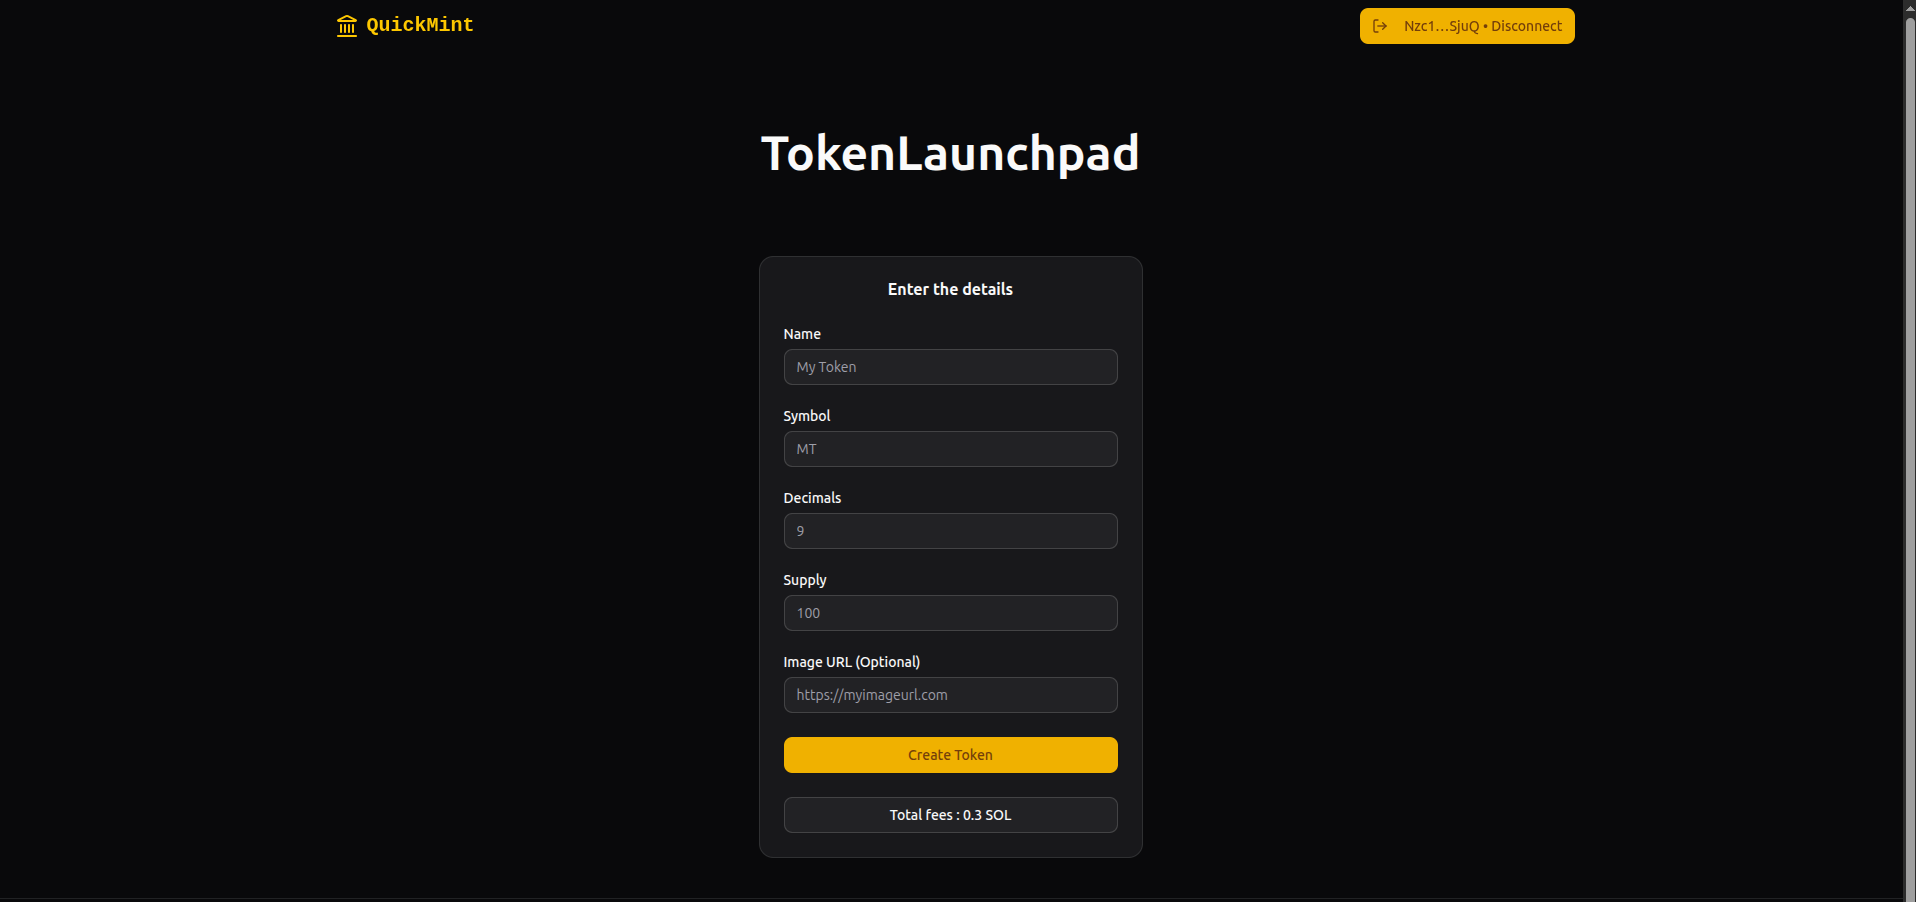 QuickMint
Nzc1...SjuQ • Disconnect
TokenLaunchpad
Enter the details
Name
My Token
Symbol
MT
Decimals
9
Supply
100
Image URL (Optional)
https://myimageurl.com
Create Token
Total fees : 0.3 SOL